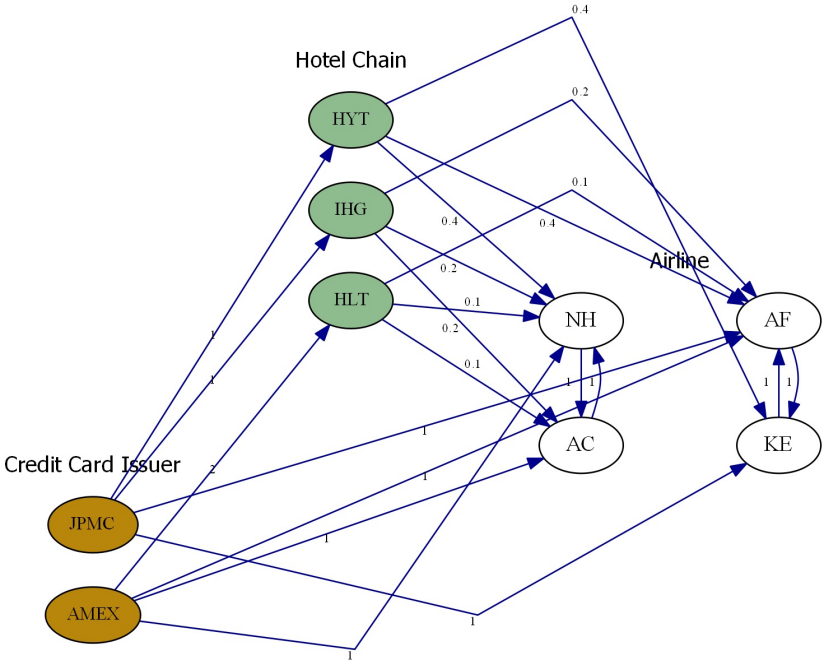 0.4
Hotel Chain
0.2
HYT
0.1
IHG
0.4
0.4
Airline
0.2
HLT
0.1
NH
AF
0.2
1
0.1
1
1
1
1
1
1
AC
KE
Credit Card Issuer
2
1
1
JPMC
1
AMEX
1
1